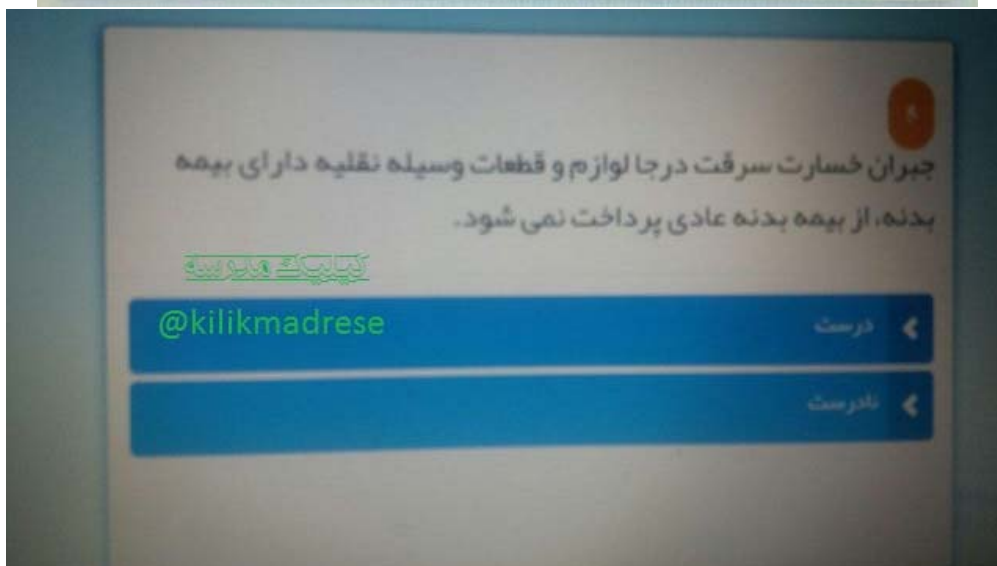 جبران خسارت سرقت درجا لوازم و قطعات وسیله نقلیه دارای بیمه
بدنه، از بیمه بدنه عادی پرداخت نمی شود.
کیلیک مدرسه
@kilikmadrese
درست
نادرست